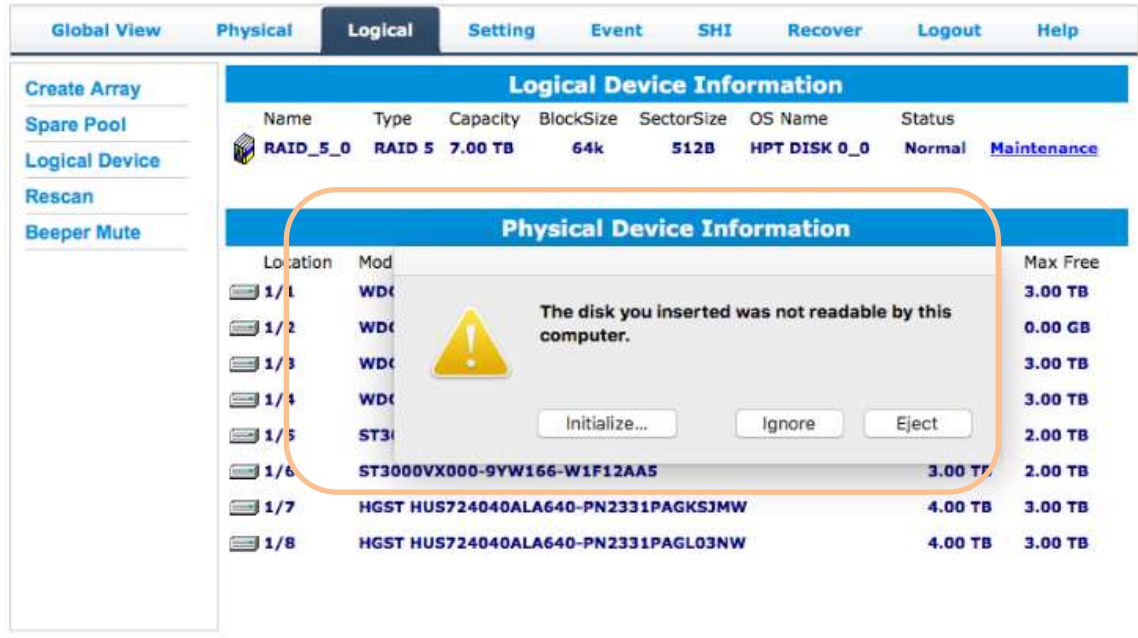 Global View Physical Logical Setting Event SHI Recover Logout Help
Create Array
Spare Pool
Logical Device
Rescan
Beeper Mute
Logical Device Information
Name Type Capacity BlockSize SectorSize OS Name Status
RAID_5_0 RAID 5 7.00 TB 64k 512B HPT DISK 0_0 Normal Maintenance
Physical Device Information
Location Mod Max Free
1/1 WDC 3.00 TB
1/2 WDC 0.00 GB
1/3 WDC 3.00 TB
1/4 WDC 3.00 TB
1/5 ST3 2.00 TB
1/6 ST3000VX000-9YW166-W1F12AA5 3.00 TB 2.00 TB
1/7 HGST HUS724040ALA640-PN2331PAGKSJMW 4.00 TB 3.00 TB
1/8 HGST HUS724040ALA640-PN2331PAGL03NW 4.00 TB 3.00 TB
The disk you inserted was not readable by this
computer.
Initialize... Ignore Eject